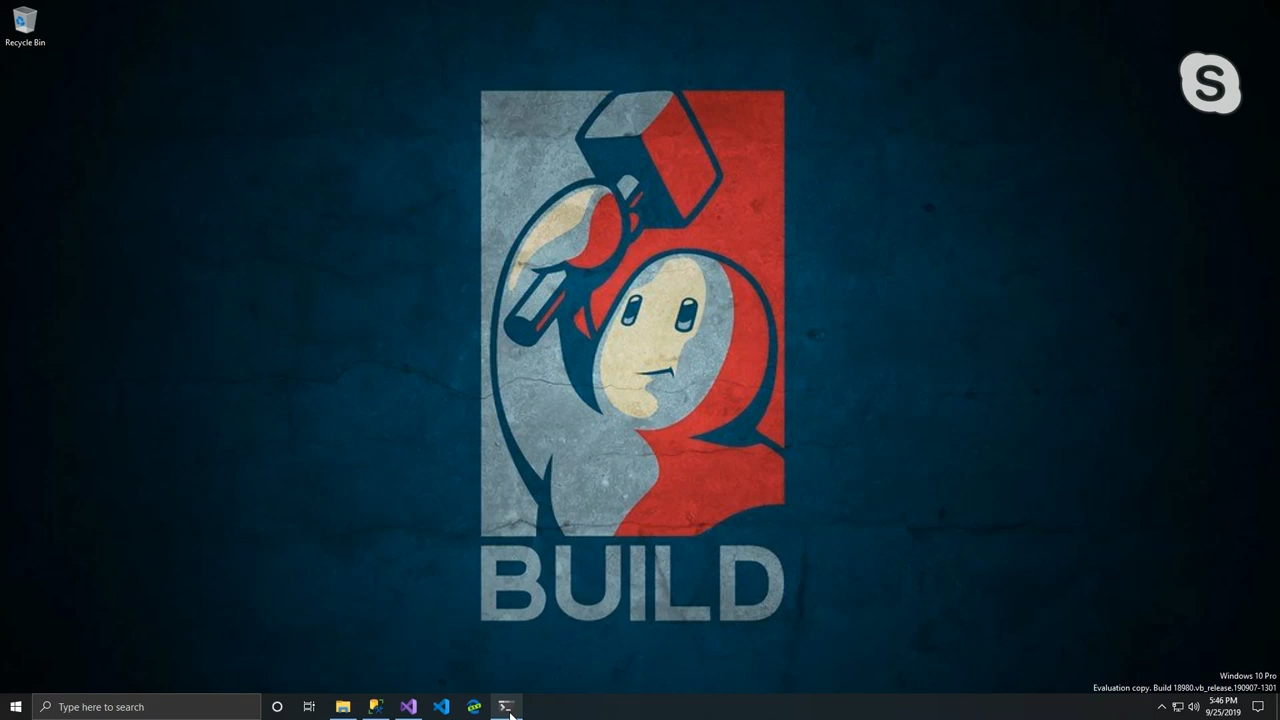 Recycle Bin
S
BUILD
Windows 10 Pro
Evaluation copy. Build 18980.vb_release.190907-1301
Type here to search
5:46 PM
9/25/2019